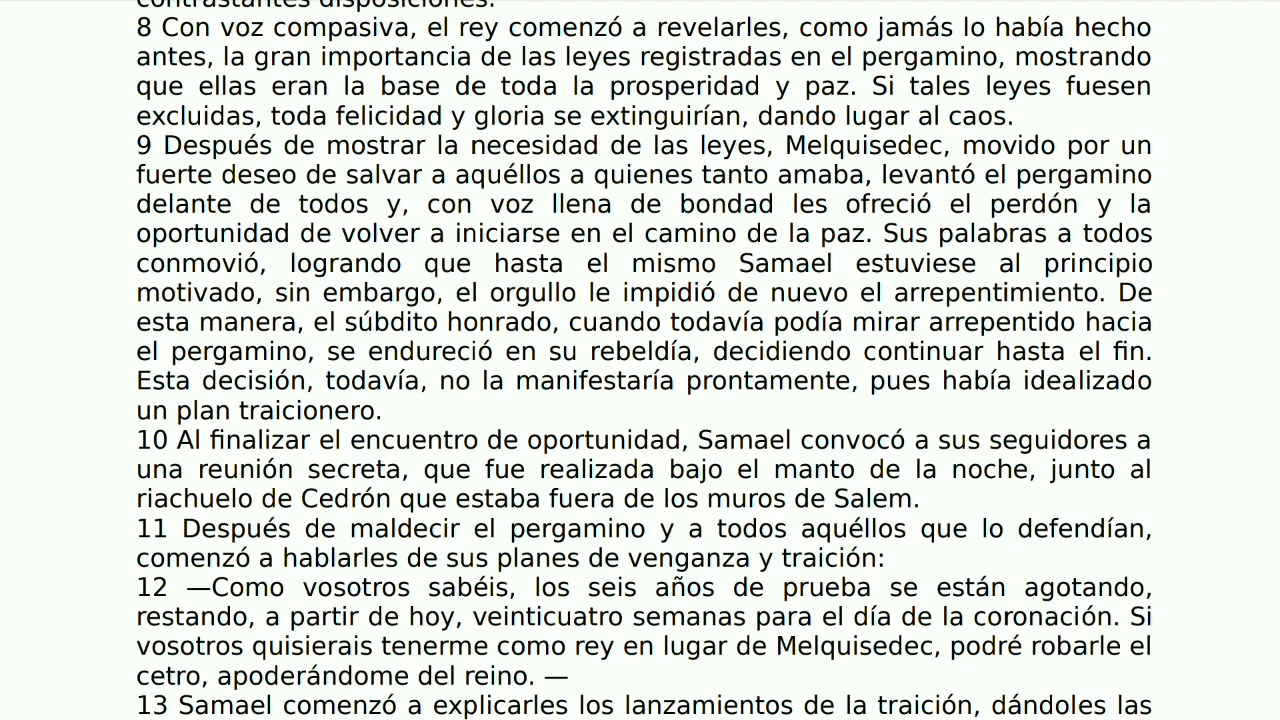 contrastantes disposiciones.
8 Con voz compasiva, el rey comenzó a revelarles, como jamás lo había hecho
antes, la gran importancia de las leyes registradas en el pergamino, mostrando
que ellas eran la base de toda la prosperidad y paz. Si tales leyes fuesen
excluidas, toda felicidad y gloria se extinguirían, dando lugar al caos.
9 Después de mostrar la necesidad de las leyes, Melquisedec, movido por un
fuerte deseo de salvar a aquéllos a quienes tanto amaba, levantó el pergamino
delante de todos y, con voz llena de bondad les ofreció el perdón y la
oportunidad de volver a iniciarse en el camino de la paz. Sus palabras a todos
conmovió, logrando que hasta el mismo Samael estuviese al principio
motivado, sin embargo, el orgullo le impidió de nuevo el arrepentimiento. De
esta manera, el súbdito honrado, cuando todavía podía mirar arrepentido hacia
el pergamino, se endureció en su rebeldía, decidiendo continuar hasta el fin.
Esta decisión, todavía, no la manifestaría prontamente, pues había idealizado
un plan traicionero.
10 Al finalizar el encuentro de oportunidad, Samael convocó a sus seguidores a
una reunión secreta, que fue realizada bajo el manto de la noche, junto al
riachuelo de Cedrón que estaba fuera de los muros de Salem.
11 Después de maldecir el pergamino y a todos aquéllos que lo defendían,
comenzó a hablarles de sus planes de venganza y traición:
12 —Como vosotros sabéis, los seis años de prueba se están agotando,
restando, a partir de hoy, veinticuatro semanas para el día de la coronación. Si
vosotros quisierais tenerme como rey en lugar de Melquisedec, podré robarle el
cetro, apoderándome del reino. —
13 Samael comenzó a explicarles los lanzamientos de la traición, dándoles las